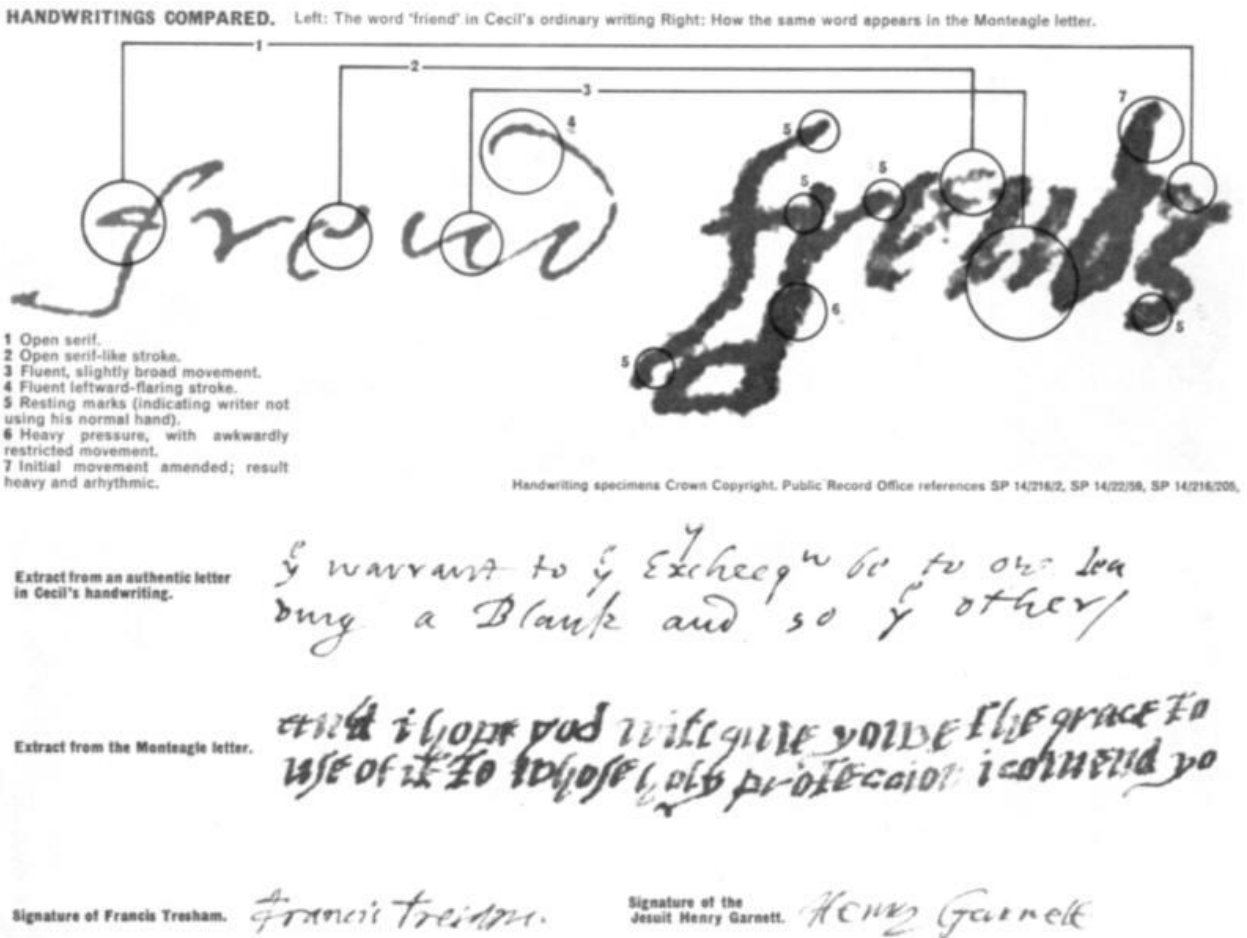 HANDWRITINGS COMPARED. Left: The word 'friend' in Cecil's ordinary writing Right: How the same word appears in the Monteagle letter.
1
2
3
4
5
7
5
5
6
5
5
1 Open serif.
2 Open serif-like stroke.
3 Fluent, slightly broad movement.
4 Fluent leftward-flaring stroke.
5 Resting marks (indicating writer not
using his normal hand).
6 Heavy pressure, with awkwardly
restricted movement.
7 Initial movement amended; result
heavy and arhythmic.
Handwriting specimens Crown Copyright. Public Record Office references SP 14/216/2, SP 14/22/59, SP 14/216/205,
Extract from an authentic letter
in Cecil's handwriting.
warrant to be to
a Blank and so other
Extract from the Monteagle letter.
and i hope god will give yowe the grace to
use of it to whose holy proteccion i comend yo
Signature of Francis Tresham.
Francis Tresam.
Signature of the
Jesuit Henry Garnett.
Henry Garnett